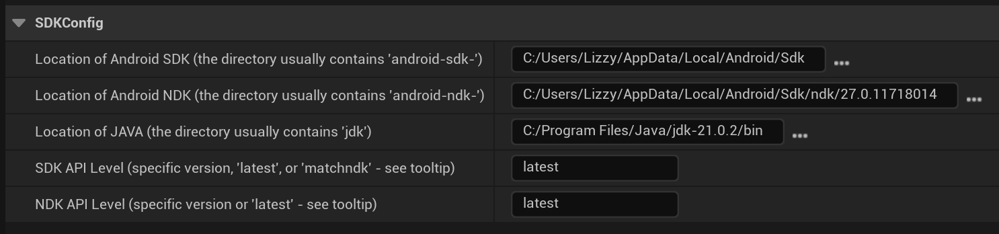 SDKConfig
Location of Android SDK (the directory usually contains 'android-sdk-') C:/Users/Lizzy/AppData/Local/Android/Sdk
Location of Android NDK (the directory usually contains 'android-ndk-') C:/Users/Lizzy/AppData/Local/Android/Sdk/ndk/27.0.11718014
Location of JAVA (the directory usually contains 'jdk') C:/Program Files/Java/jdk-21.0.2/bin
SDK API Level (specific version, 'latest', or 'matchndk' - see tooltip) latest
NDK API Level (specific version or 'latest' - see tooltip) latest